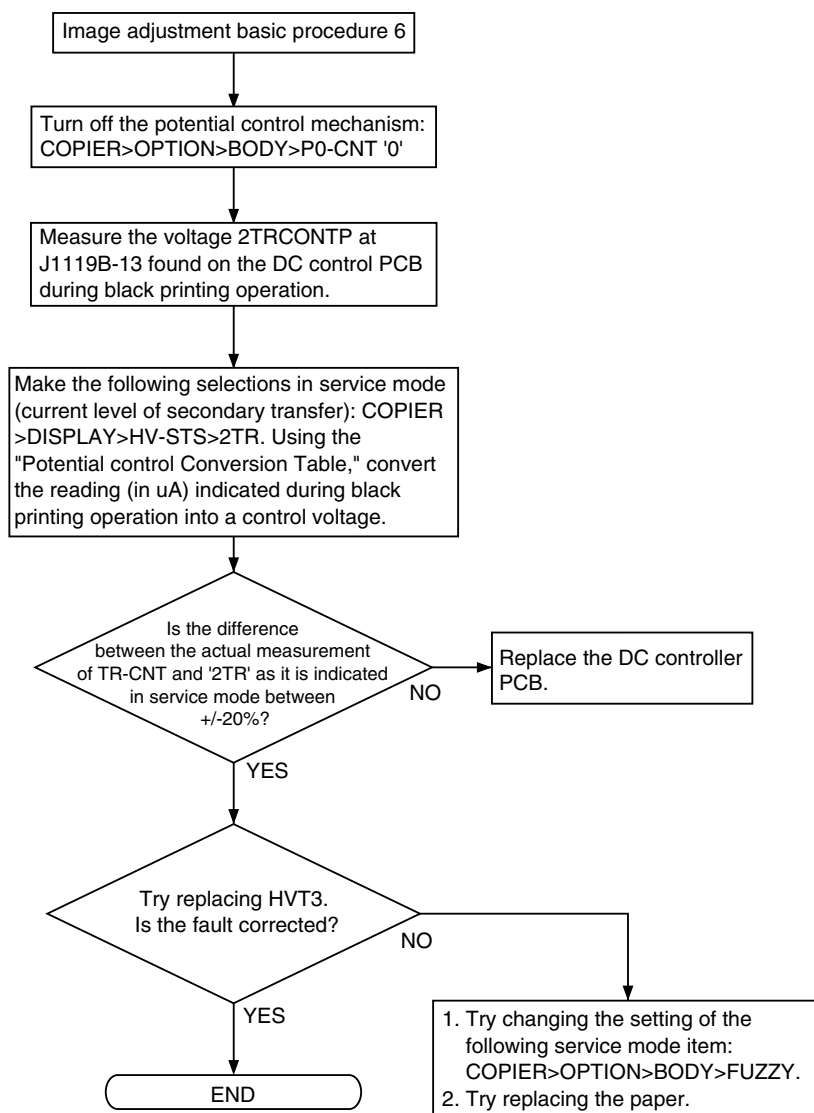 Image adjustment basic procedure 6
Turn off the potential control mechanism:
COPIER>OPTION>BODY>P0-CNT '0'
Measure the voltage 2TRCONTP at
J1119B-13 found on the DC control PCB
during black printing operation.
Make the following selections in service mode
(current level of secondary transfer): COPIER
>DISPLAY>HV-STS>2TR. Using the
"Potential control Conversion Table," convert
the reading (in uA) indicated during black
printing operation into a control voltage.
Is the difference
between the actual measurement
of TR-CNT and '2TR' as it is indicated
in service mode between
+/-20%?
NO
Replace the DC controller
PCB.
YES
Try replacing HVT3.
Is the fault corrected?
NO
YES
END
1. Try changing the setting of the
following service mode item:
COPIER>OPTION>BODY>FUZZY.
2. Try replacing the paper.